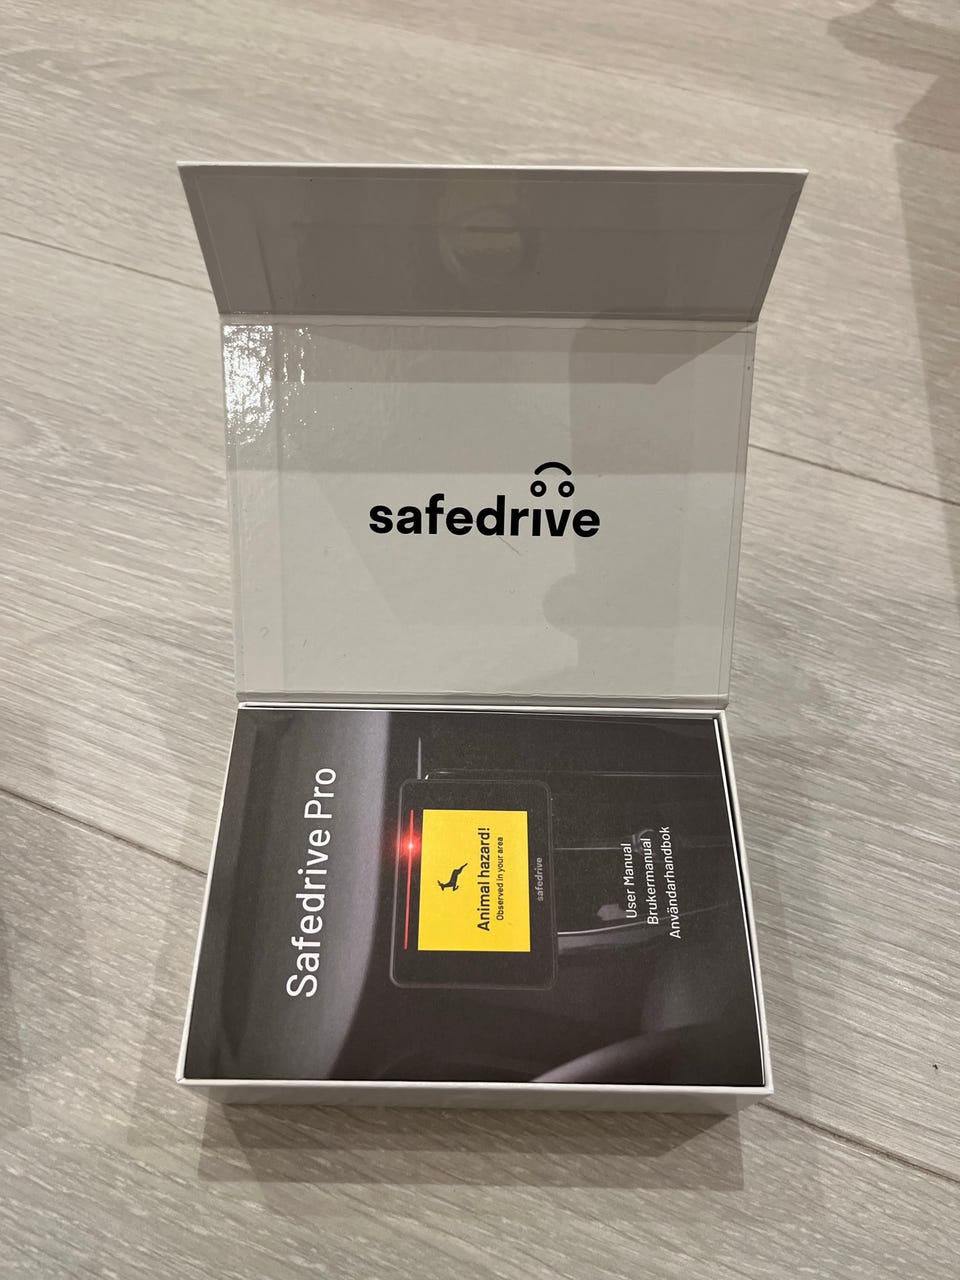 safedrive
Safedrive Pro
Animal hazard!
Observed in your area
safedrive
User Manual
Brukermanual
Användarhandbok